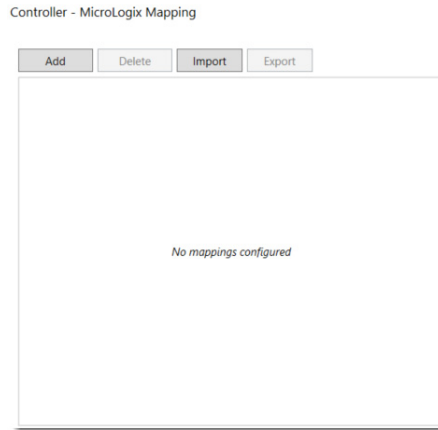 Controller - MicroLogix Mapping
Add Delete Import Export
No mappings configured